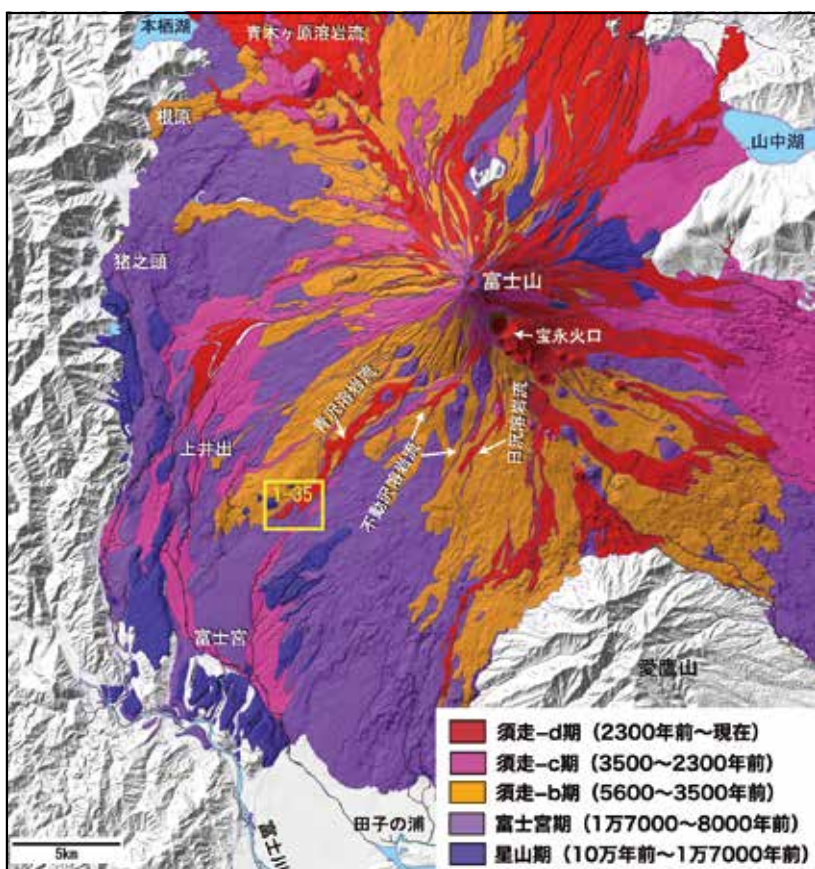 本栖湖
青木ヶ原溶岩流
根原
山中湖
猪之頭
富士山
宝永火口
青沢溶岩流
上井出
不動沢溶岩流
日沢溶岩流
1-35
富士宮
愛鷹山
富士川
田子の浦
5km
須走-d期(2300年前~現在)
須走-c期(3500~2300年前)
須走-b期(5600~3500年前)
富士宮期(1万7000~8000年前)
星山期(10万年前~1万7000年前)